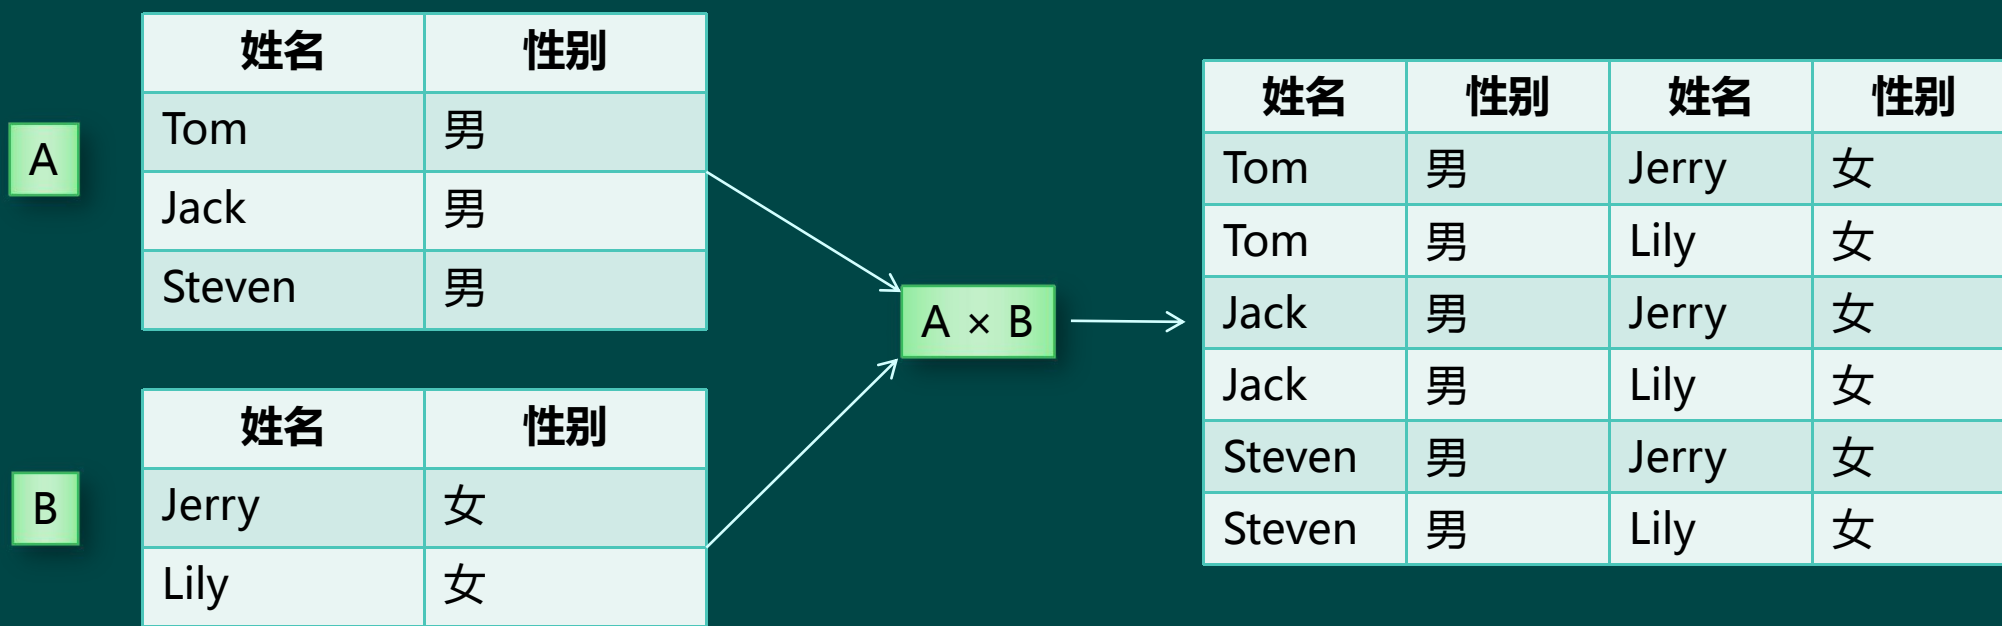 A
姓名 性别
Tom 男
Jack 男
Steven 男
B
姓名 性别
Jerry 女
Lily 女
A × B
姓名 性别 姓名 性别
Tom 男 Jerry 女
Tom 男 Lily 女
Jack 男 Jerry 女
Jack 男 Lily 女
Steven 男 Jerry 女
Steven 男 Lily 女